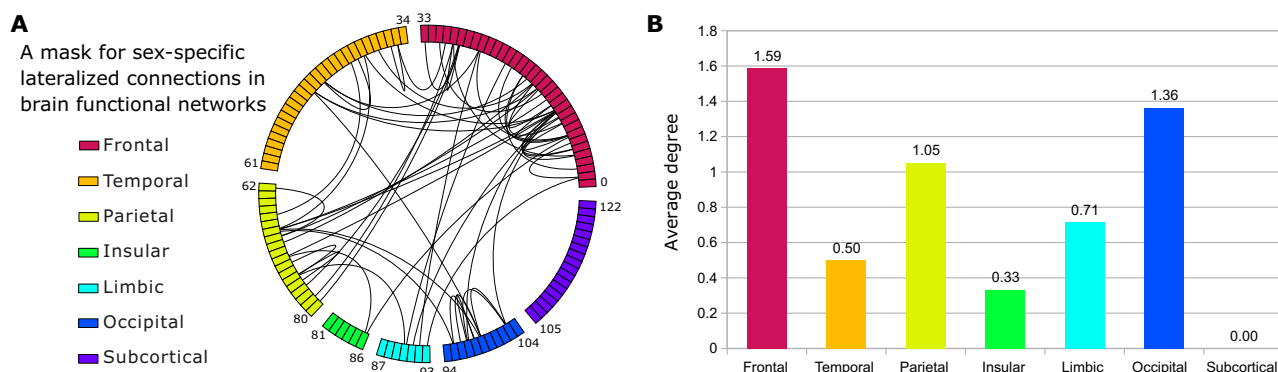 A
A mask for sex-specific
lateralized connections in
brain functional networks
Frontal
Temporal
Parietal
Insular
Limbic
Occipital
Subcortical
34
33
61
62
0
122
80
81
86
87
93
94
104
105
B
Average degree
1.8
1.6
1.4
1.2
1
0.8
0.6
0.4
0.2
0
1.59
0.50
1.05
0.33
0.71
1.36
0.00
Frontal
Temporal
Parietal
Insular
Limbic
Occipital
Subcortical